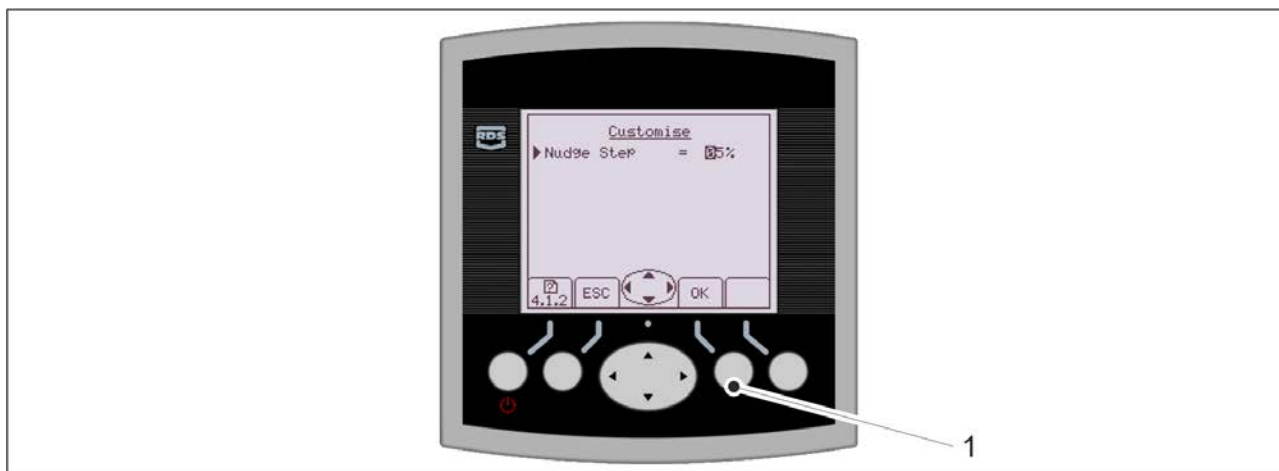 RDS
Customise
Nudge Step = 05%
?
4.1.2
ESC
OK
1